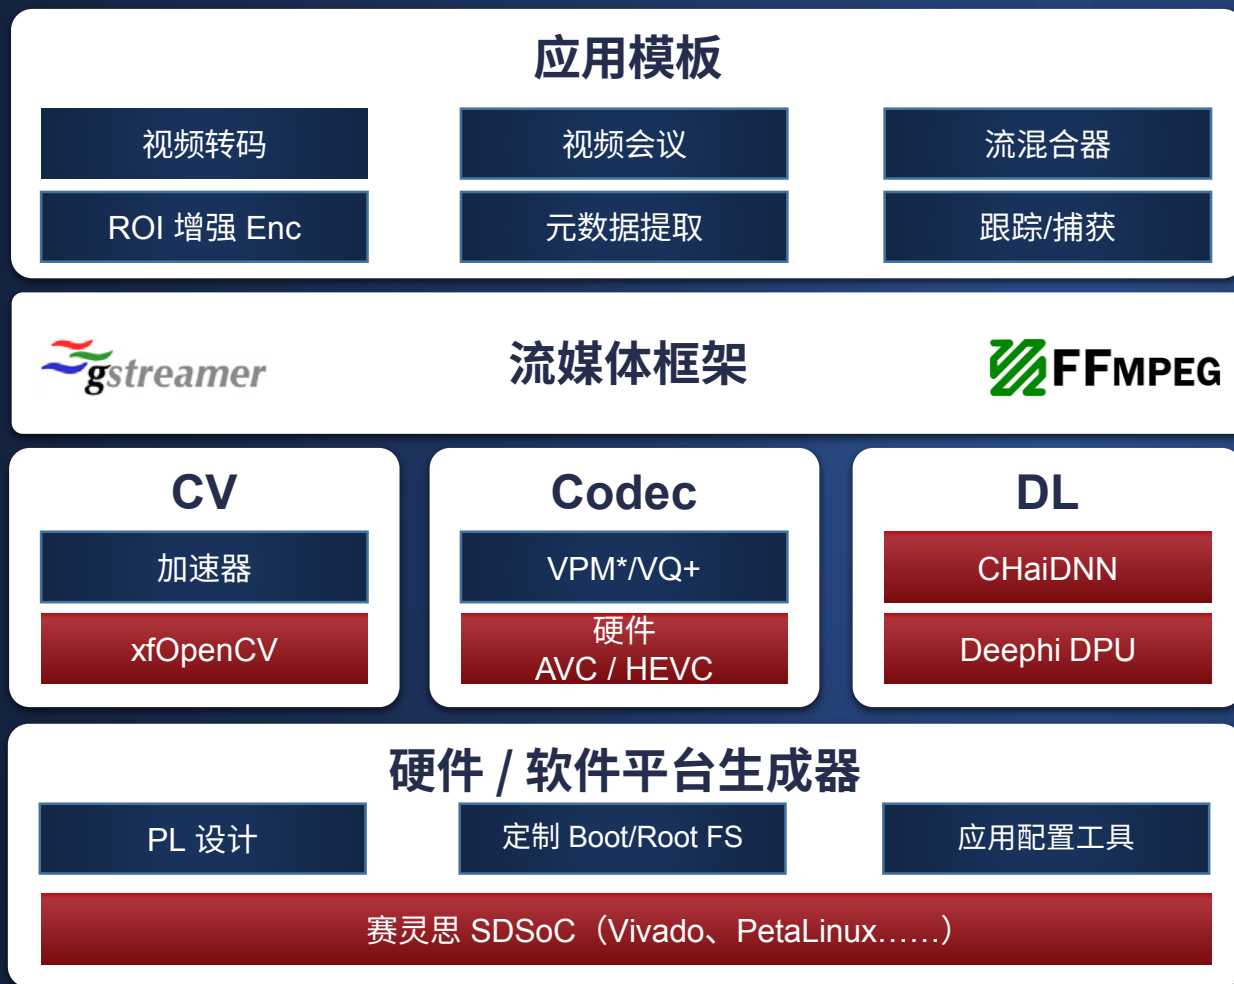 应用模板
视频转码
视频会议
流混合器
ROI 增强 Enc
元数据提取
跟踪/捕获
gstreamer
流媒体框架
FFMPEG
CV
Codec
DL
加速器
VPM*/VQ+
CHaiDNN
xfOpenCV
硬件
AVC / HEVC
Deephi DPU
硬件 / 软件平台生成器
PL 设计
定制 Boot/Root FS
应用配置工具
赛灵思 SDSoC（Vivado、PetaLinux……）